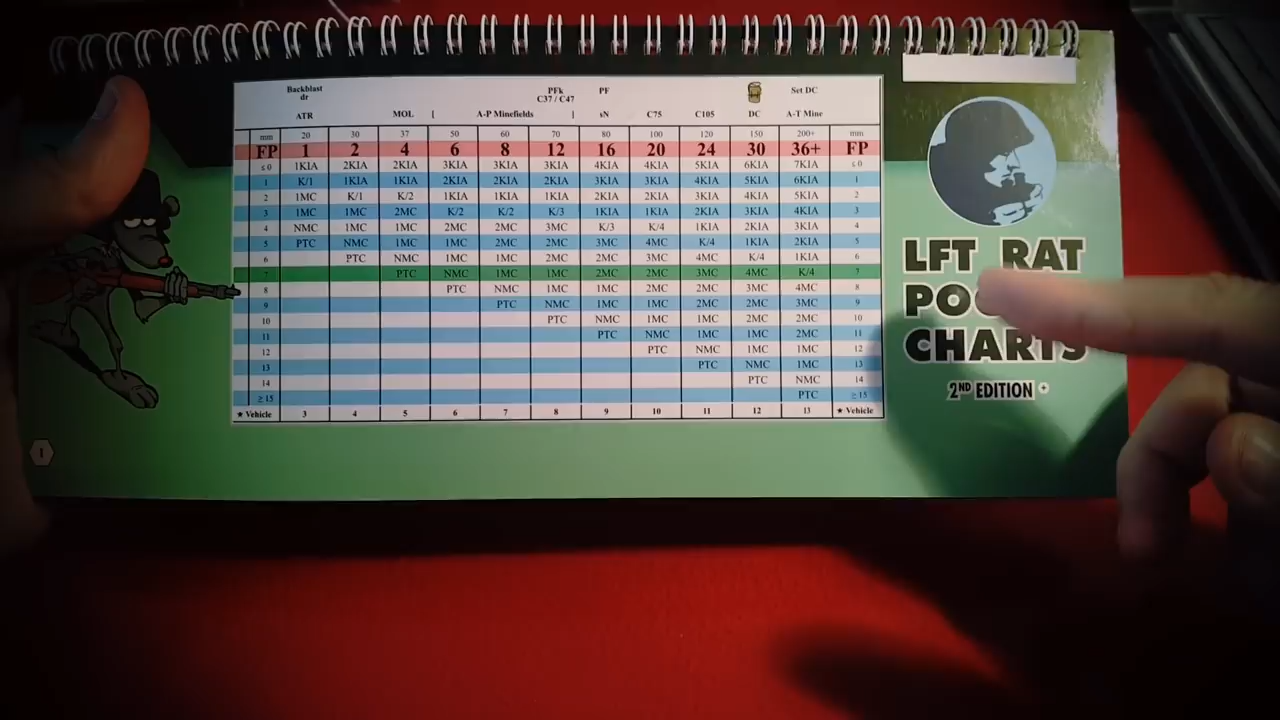 Backblast
dr
PFk
C37 / C47
PF
Set DC
ATR MOL [ A-P Minefields ] sN C75 C105 DC A-T Mine
mm 20 30 37 50 60 70 80 100 120 150 200+ mm
FP 1 2 4 6 8 12 16 20 24 30 36+ FP
≤ 0 1KIA 2KIA 2KIA 3KIA 3KIA 3KIA 4KIA 4KIA 5KIA 6KIA 7KIA ≤ 0
1 K/1 1KIA 1KIA 2KIA 2KIA 2KIA 3KIA 3KIA 4KIA 5KIA 6KIA 1
2 1MC K/1 K/2 1KIA 1KIA 1KIA 2KIA 2KIA 3KIA 4KIA 5KIA 2
3 1MC 1MC 2MC K/2 K/2 K/3 1KIA 1KIA 2KIA 3KIA 4KIA 3
4 NMC 1MC 1MC 2MC 2MC 3MC K/3 K/4 1KIA 2KIA 3KIA 4
5 PTC NMC 1MC 1MC 2MC 2MC 3MC 4MC K/4 1KIA 2KIA 5
6 PTC NMC 1MC 1MC 2MC 2MC 3MC 4MC K/4 1KIA 6
7 PTC NMC 1MC 1MC 2MC 2MC 3MC 4MC K/4 7
8 PTC NMC 1MC 1MC 2MC 2MC 3MC 4MC 8
9 PTC NMC 1MC 1MC 2MC 2MC 3MC 9
10 PTC NMC 1MC 1MC 2MC 2MC 10
11 PTC NMC 1MC 1MC 2MC 11
12 PTC NMC 1MC 1MC 12
13 PTC NMC 1MC 13
14 PTC NMC 14
≥ 15 PTC ≥ 15
★ Vehicle 3 4 5 6 7 8 9 10 11 12 13 ★ Vehicle
LFT RAT
CHARTS
2ND EDITION +
1